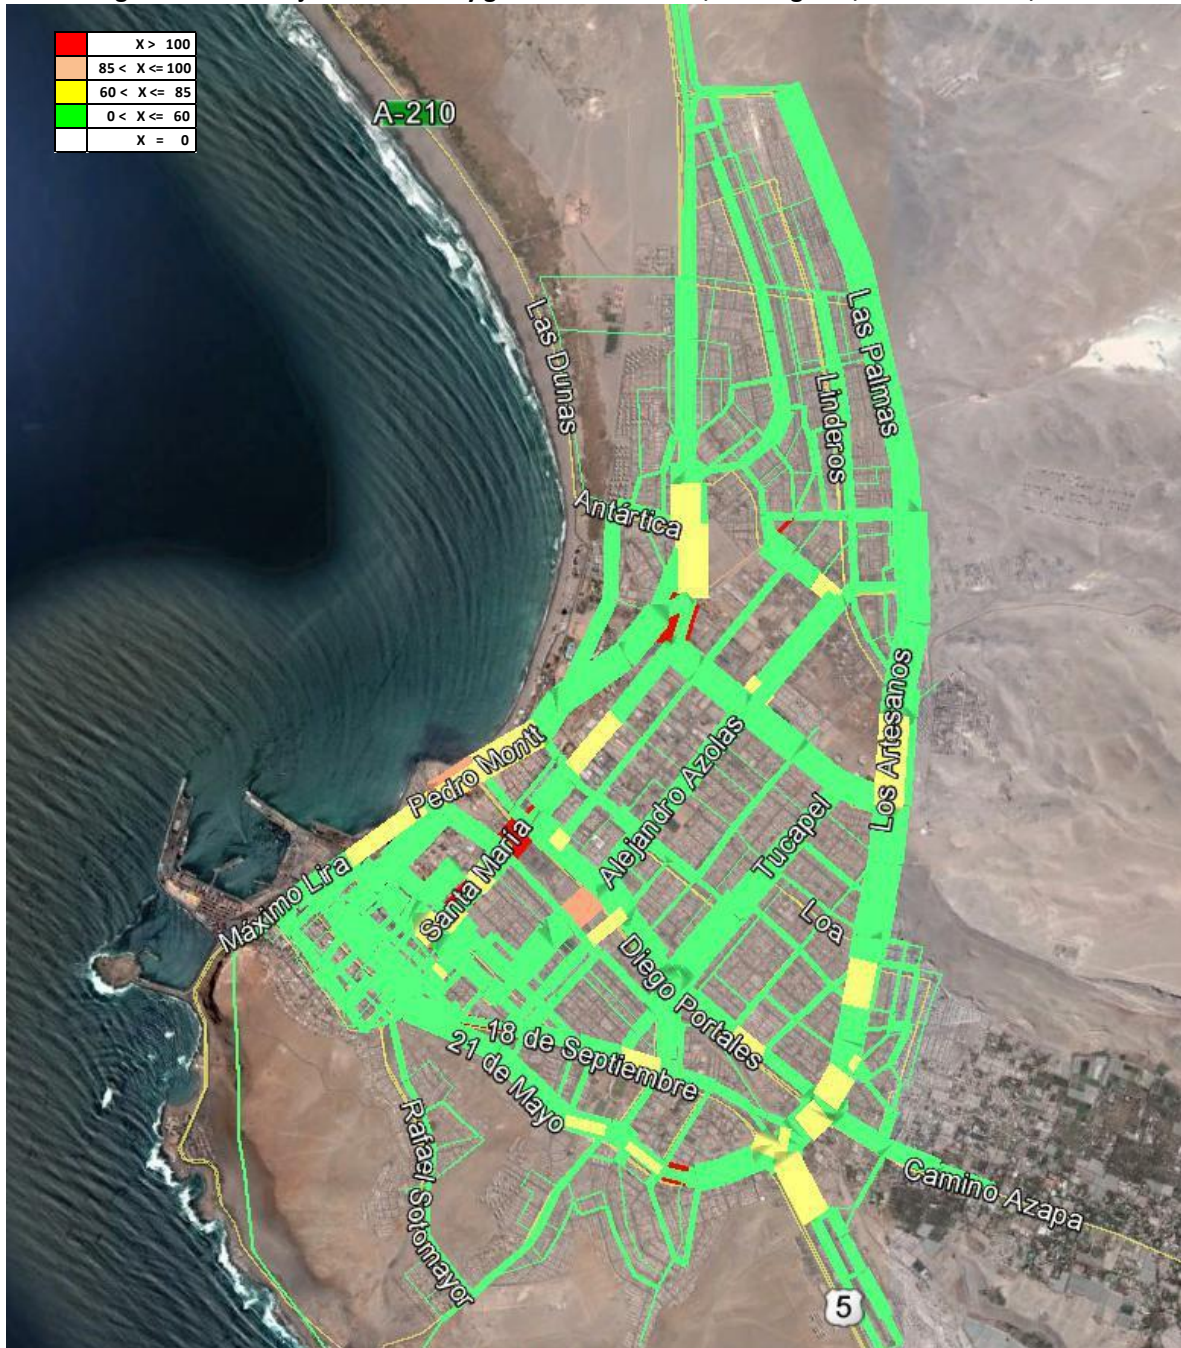 X > 100
85 < X <= 100
60 < X <= 85
0 < X <= 60
X = 0
A-210
Las Dunas
Las Palmas
Linderos
Antártica
Los Artesanos
Pedro Montt
Alejandro Azolas
Tucapel
Santa María
Máximo Lira
Loa
Diego Portales
18 de Septiembre
21 de Mayo
Rafael Sotomayor
Camino Azapa
5